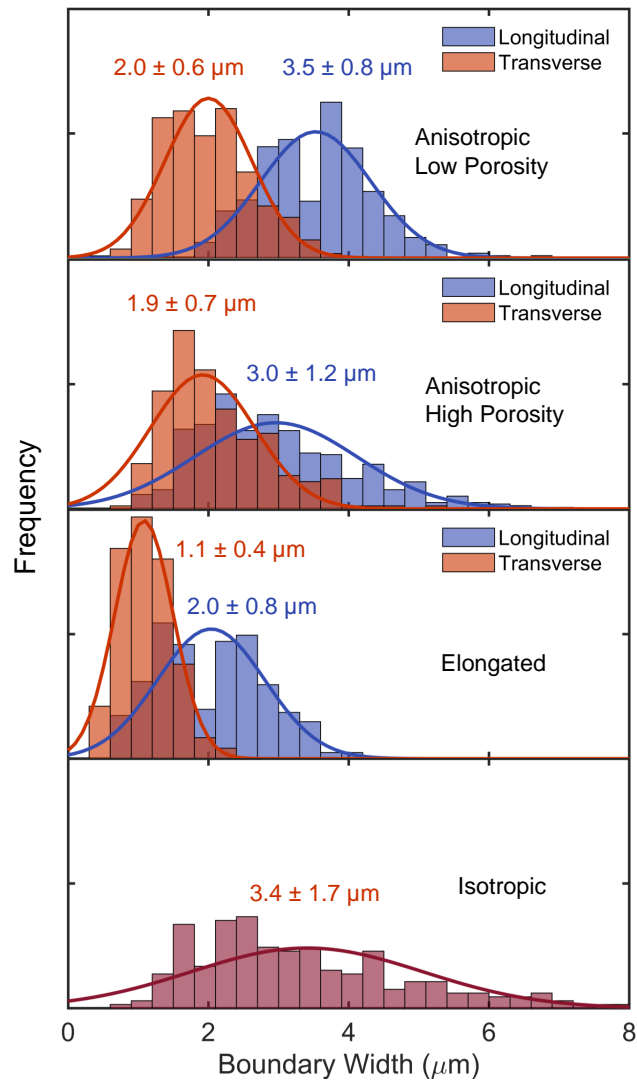 Longitudinal
Transverse
2.0 ± 0.6 µm
3.5 ± 0.8 µm
Anisotropic
Low Porosity
Longitudinal
Transverse
1.9 ± 0.7 µm
3.0 ± 1.2 µm
Anisotropic
High Porosity
Longitudinal
Transverse
1.1 ± 0.4 µm
2.0 ± 0.8 µm
Elongated
Isotropic
3.4 ± 1.7 µm
Frequency
0 2 4 6 8
Boundary Width (µm)